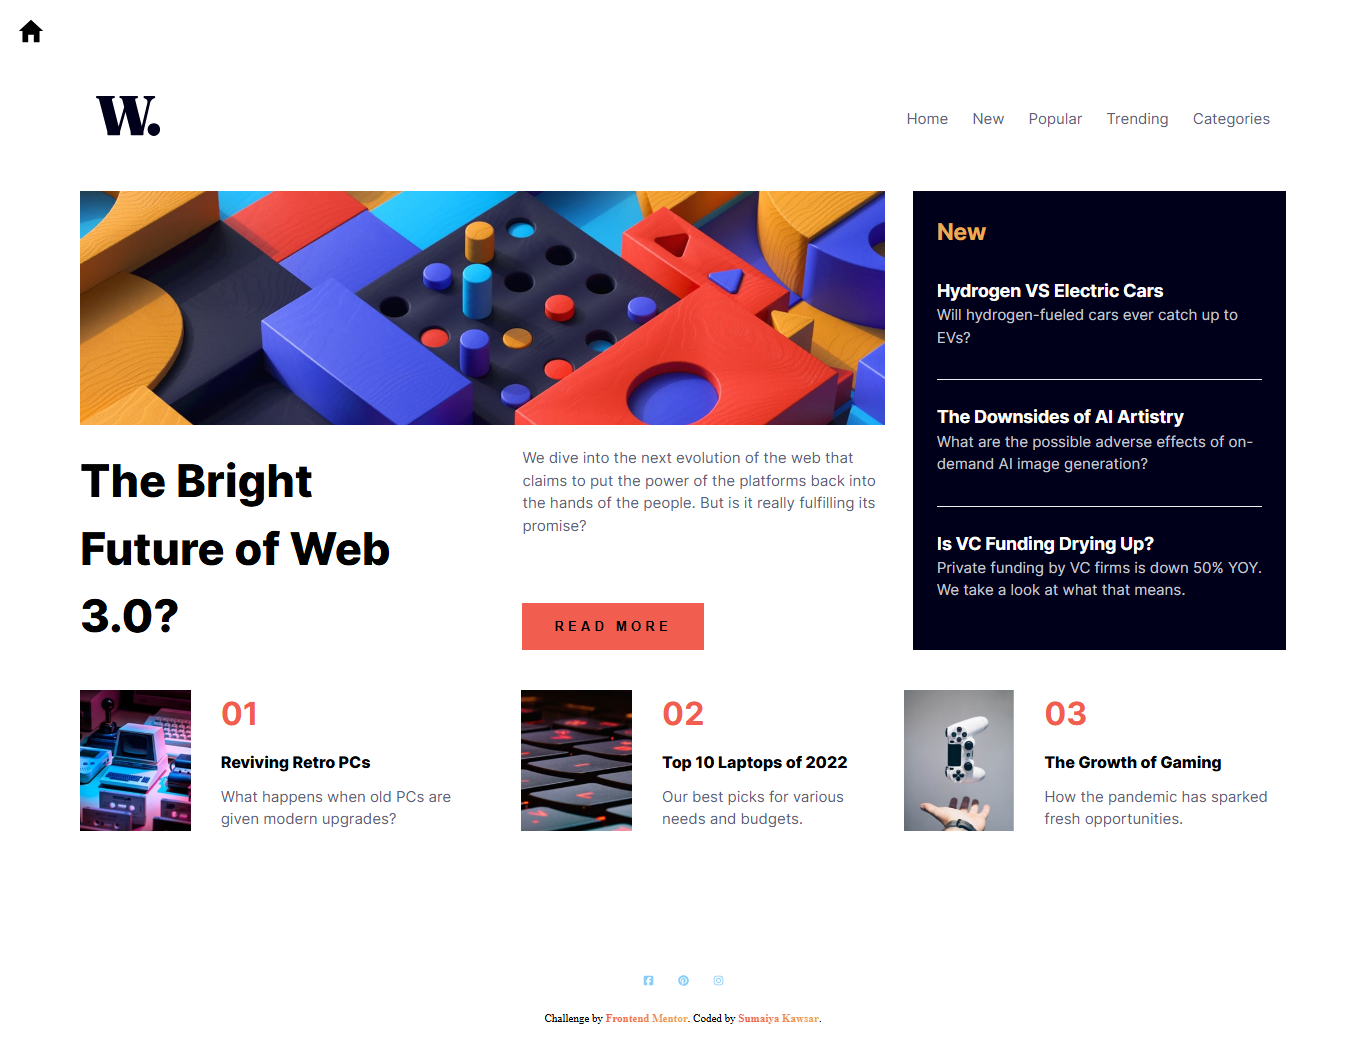 W.
Home New Popular Trending Categories
The Bright
Future of Web
3.0?
We dive into the next evolution of the web that
claims to put the power of the platforms back into
the hands of the people. But is it really fulfilling its
promise?
READ MORE
New
Hydrogen VS Electric Cars
Will hydrogen-fueled cars ever catch up to
EVs?
The Downsides of AI Artistry
What are the possible adverse effects of on-
demand AI image generation?
Is VC Funding Drying Up?
Private funding by VC firms is down 50% YOY.
We take a look at what that means.
01
Reviving Retro PCs
What happens when old PCs are
given modern upgrades?
02
Top 10 Laptops of 2022
Our best picks for various
needs and budgets.
03
The Growth of Gaming
How the pandemic has sparked
fresh opportunities.
Challenge by Frontend Mentor. Coded by Sumaiya Kawsar.